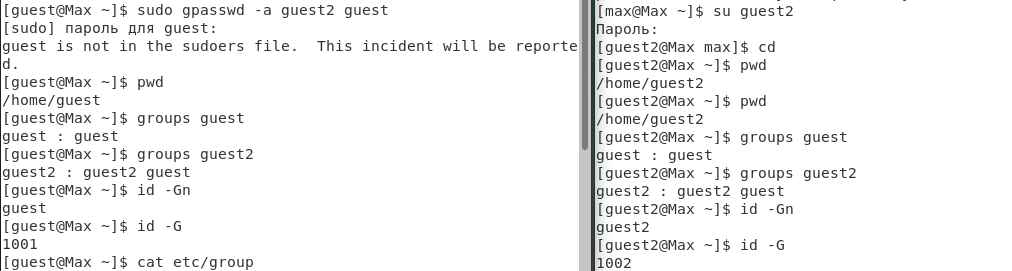 [guest@Max ~]$ sudo gpasswd -a guest2 guest
[sudo] пароль для guest:
guest is not in the sudoers file.  This incident will be reporte
d.
[guest@Max ~]$ pwd
/home/guest
[guest@Max ~]$ groups guest
guest : guest
[guest@Max ~]$ groups guest2
guest2 : guest2 guest
[guest@Max ~]$ id -Gn
guest
[guest@Max ~]$ id -G
1001
[guest@Max ~]$ cat etc/group
[max@Max ~]$ su guest2
Пароль:
[guest2@Max max]$ cd
[guest2@Max ~]$ pwd
/home/guest2
[guest2@Max ~]$ pwd
/home/guest2
[guest2@Max ~]$ groups guest
guest : guest
[guest2@Max ~]$ groups guest2
guest2 : guest2 guest
[guest2@Max ~]$ id -Gn
guest2
[guest2@Max ~]$ id -G
1002